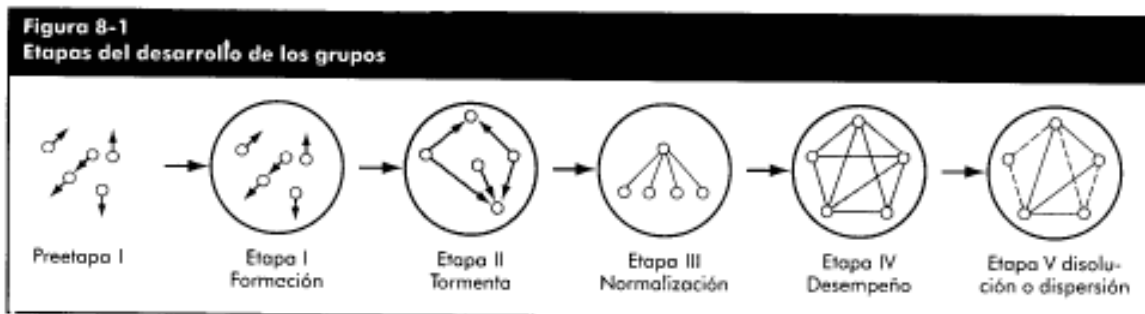 Figura 8-1
Etapas del desarrollo de los grupos
Preetapa I
Etapa I
Formación
Etapa II
Tormenta
Etapa III
Normalización
Etapa IV
Desempeño
Etapa V disolu-
ción o dispersión